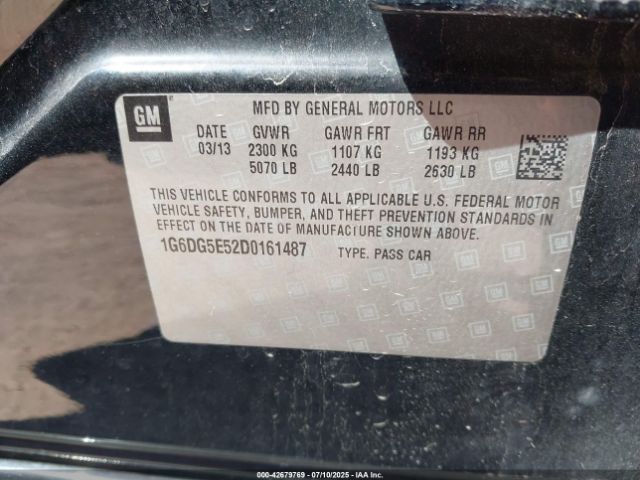 GM
MFD BY GENERAL MOTORS LLC
DATE GVWR GAWR FRT GAWR RR
03/13 2300 KG 1107 KG 1193 KG
5070 LB 2440 LB 2630 LB
THIS VEHICLE CONFORMS TO ALL APPLICABLE U.S. FEDERAL MOTOR
VEHICLE SAFETY, BUMPER, AND THEFT PREVENTION STANDARDS IN
EFFECT ON THE DATE OF MANUFACTURE SHOWN ABOVE.
1G6DG5E52D0161487 TYPE. PASS CAR
000-42679769 07/10/2025 IAA, Inc.